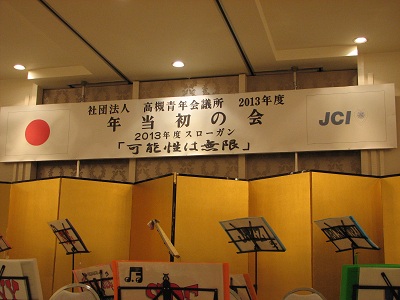 社団法人 高槻青年会議所 2013年度
年当初の会
2013年度スローガン
「可能性は無限」
JCI